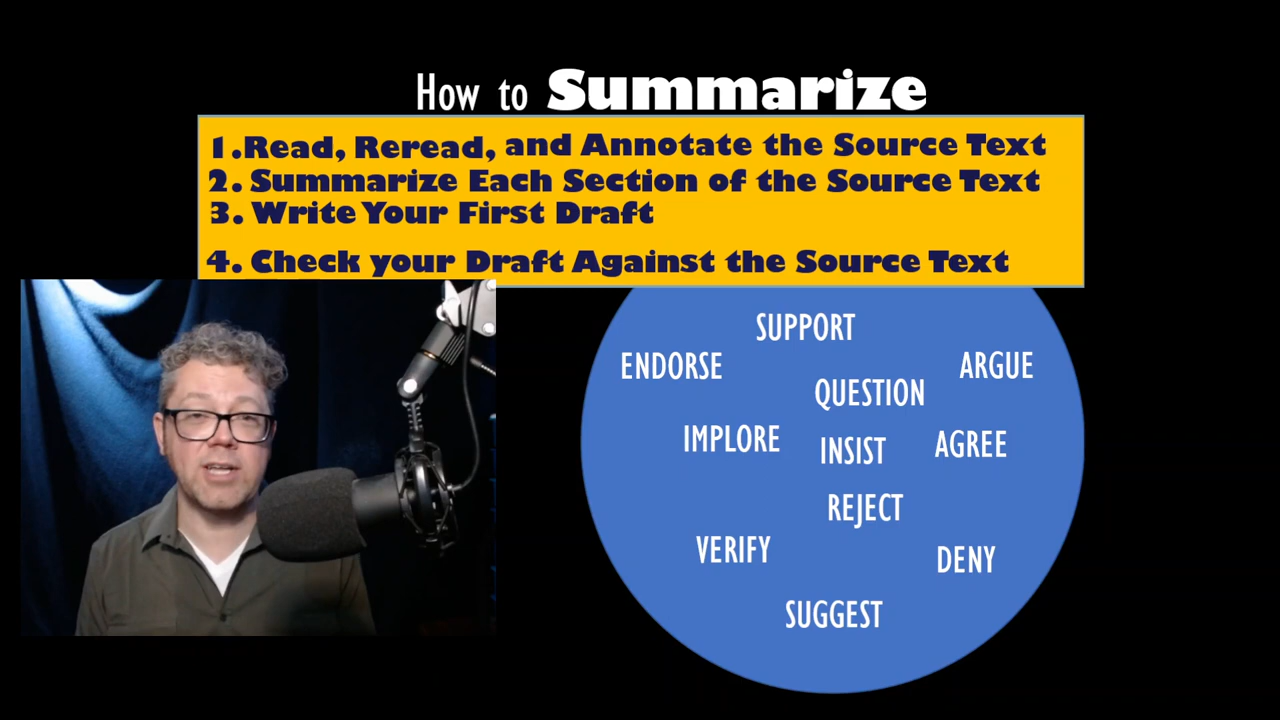 How to Summarize
1.Read, Reread, and Annotate the Source Text
2. Summarize Each Section of the Source Text
3. Write Your First Draft
4. Check your Draft Against the Source Text
SUPPORT
ENDORSE
ARGUE
QUESTION
IMPLORE
INSIST
AGREE
REJECT
VERIFY
DENY
SUGGEST